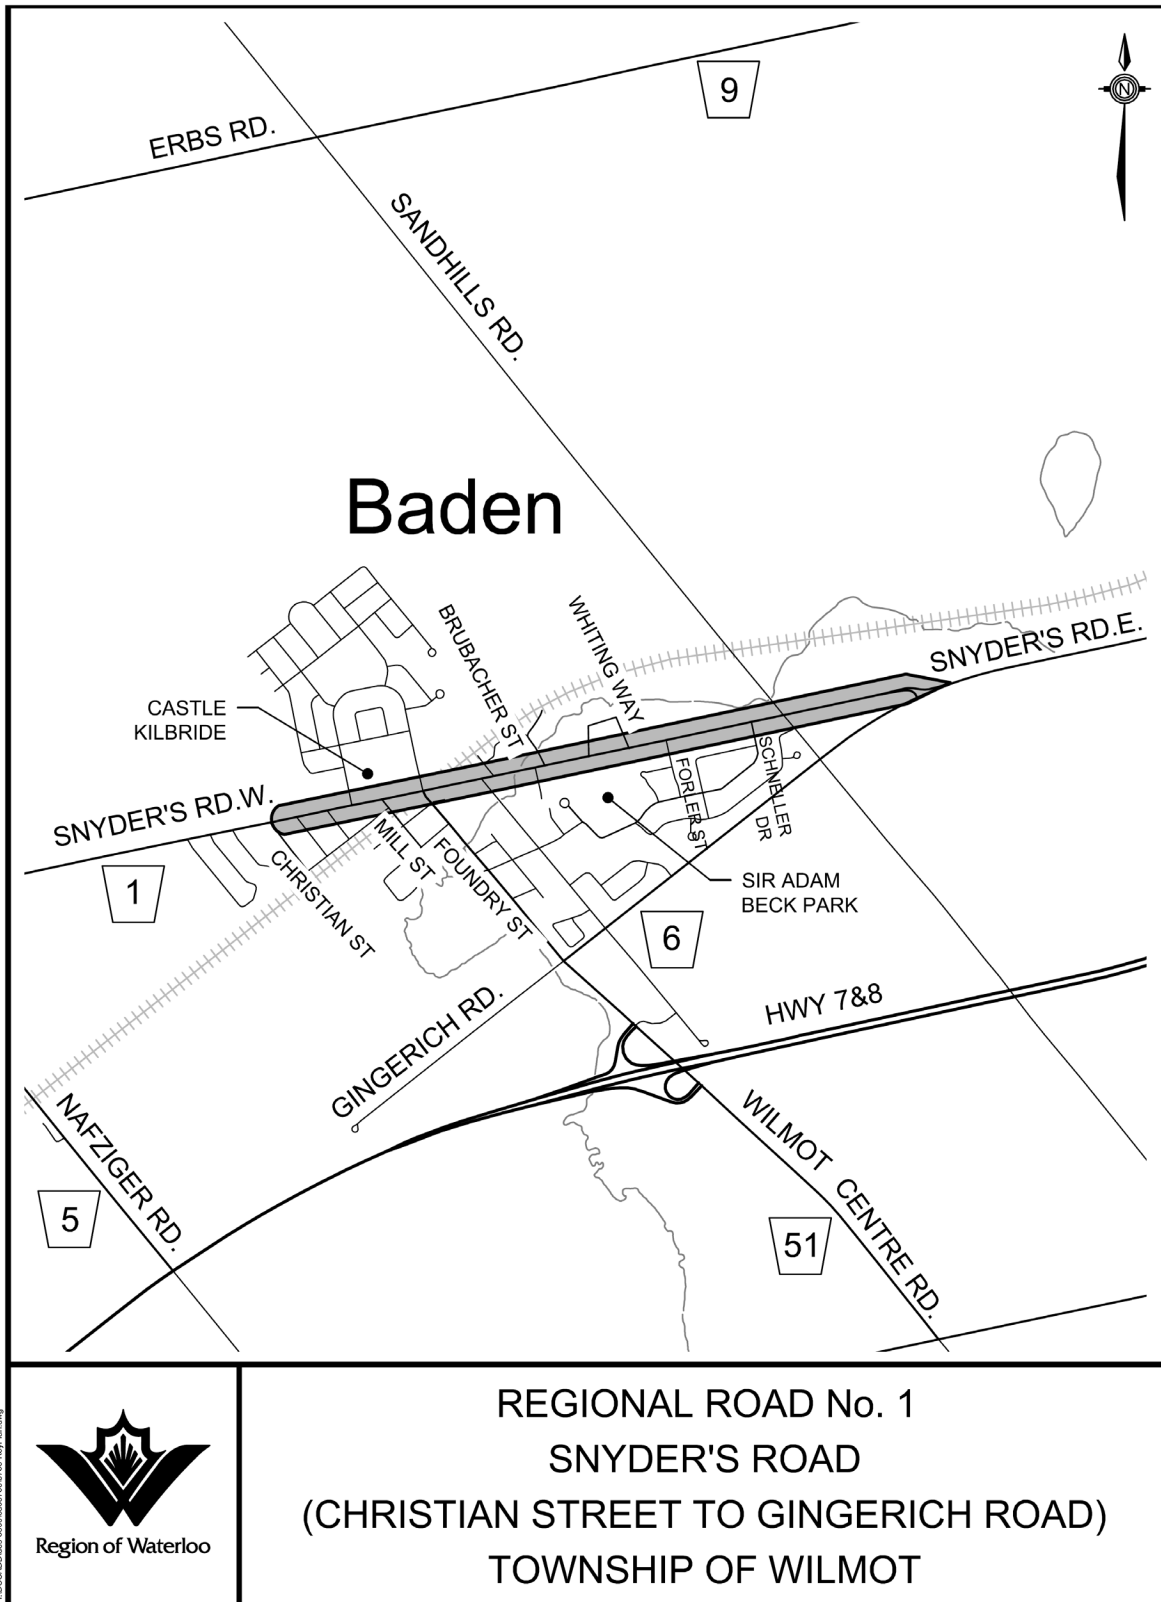 9
N
ERBS RD.
SANDHILLS RD.
Baden
BRUBACHER ST
WHITING WAY
SNYDER'S RD.E.
CASTLE
KILBRIDE
SNYDER'S RD.W.
FORLER ST
SCHNELLER
DR
1
CHRISTIAN ST
MILL ST
FOUNDRY ST
SIR ADAM
BECK PARK
6
HWY 7&8
GINGERICH RD.
NAFZIGER RD.
WILMOT CENTRE RD.
5
51
Region of Waterloo
REGIONAL ROAD No. 1
SNYDER'S ROAD
(CHRISTIAN STREET TO GINGERICH ROAD)
TOWNSHIP OF WILMOT